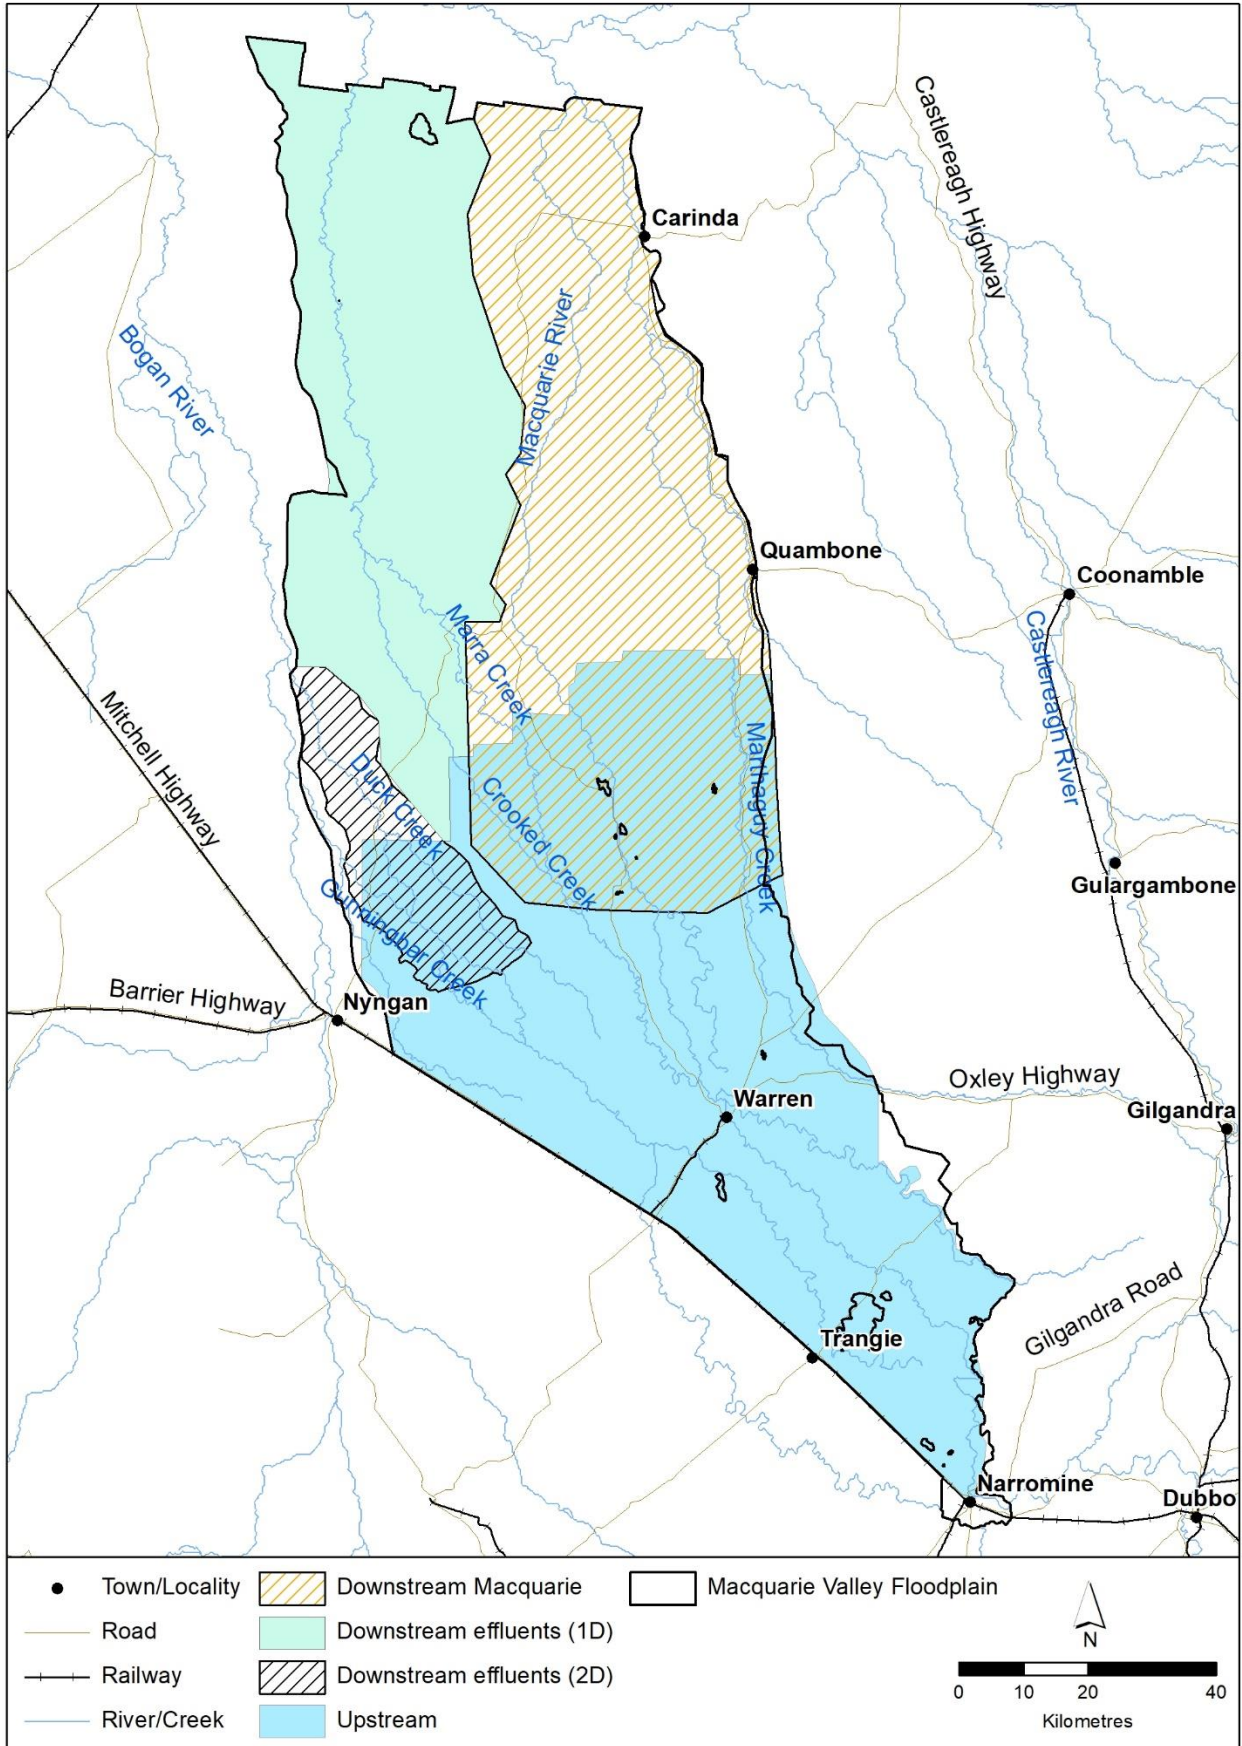 Castlereagh Highway
Carinda
Bogan River
Macquarie River
Quambone
Coonamble
Marra Creek
Castlereagh River
Mitchell Highway
Duck Creek
Crooked Creek
Marthaguy Creek
Gulargambone
Gunningbar Creek
Barrier Highway
Nyngan
Oxley Highway
Warren
Gilgandra
Gilgandra Road
Trangie
Narromine
Dubbo
Town/Locality
Road
Railway
River/Creek
Downstream Macquarie
Downstream effluents (1D)
Downstream effluents (2D)
Upstream
Macquarie Valley Floodplain
N
0 10 20 40
Kilometres